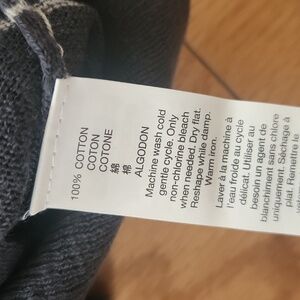 100% COTTON
COTON
COTONE
綿
棉
ALGODON
Machine wash cold
gentle cycle. Only
non-chlorine bleach
when needed. Dry flat.
Reshape while damp.
Warm iron.
Laver à la machine à
l'eau froide au cycle
délicat. Utiliser au
besoin un agent de
blanchiment sans chlore
uniquement. Séchage à
plat. Remettre